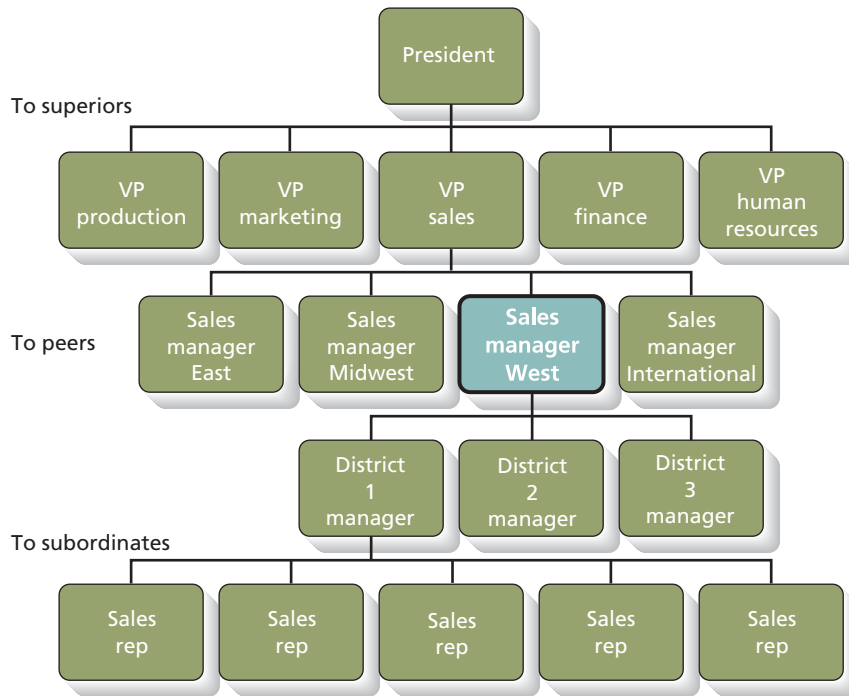 President
To superiors
VP
production
VP
marketing
VP
sales
VP
finance
VP
human
resources
To peers
Sales
manager
East
Sales
manager
Midwest
Sales
manager
West
Sales
manager
International
District
1
manager
District
2
manager
District
3
manager
To subordinates
Sales
rep
Sales
rep
Sales
rep
Sales
rep
Sales
rep